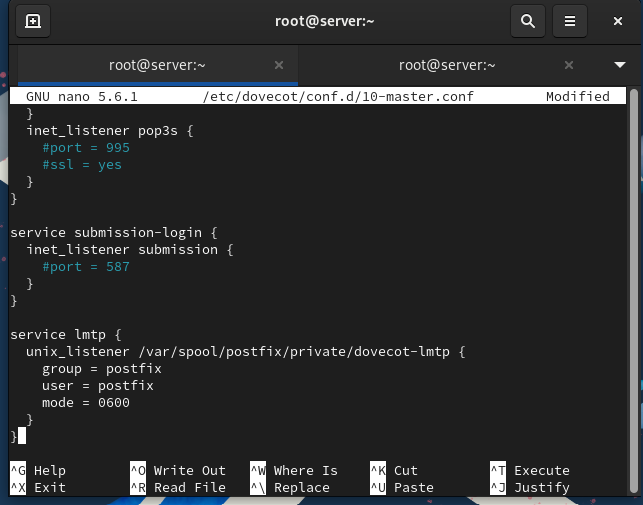 root@server:~
root@server:~ root@server:~
GNU nano 5.6.1 /etc/dovecot/conf.d/10-master.conf Modified
  }
  inet_listener pop3s {
    #port = 995
    #ssl = yes
  }
}

service submission-login {
  inet_listener submission {
    #port = 587
  }
}

service lmtp {
  unix_listener /var/spool/postfix/private/dovecot-lmtp {
    group = postfix
    user = postfix
    mode = 0600
  }
}
^G Help ^O Write Out ^W Where Is ^K Cut ^T Execute
^X Exit ^R Read File ^\ Replace ^U Paste ^J Justify